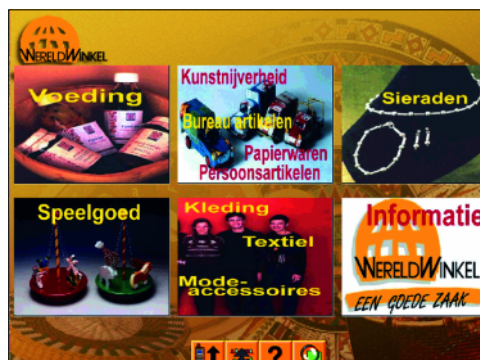 WERELDWINKEL
Voeding
Kunstnijverheid
Bureau artikelen
Papierwaren
Persoonsartikelen
Sieraden
Speelgoed
Kleding
Textiel
Mode-
accessoires
Informatie
WERELDWINKEL
EEN GOEDE ZAAK
?